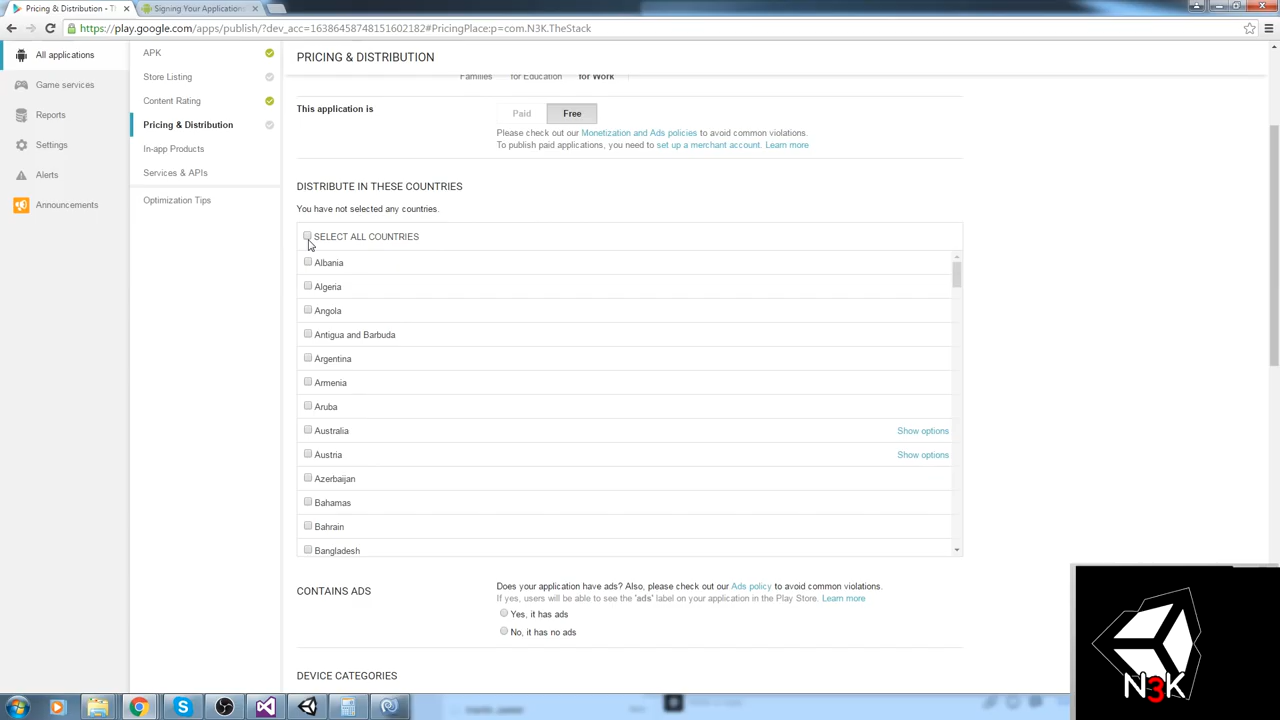 Pricing & Distribution -
Signing Your Applications
https://play.google.com/apps/publish/?dev_acc=16386458748151602182#PricingPlace:p=com.N3K.TheStack
All applications
Game services
Reports
Settings
Alerts
Announcements
APK
Store Listing
Content Rating
Pricing & Distribution
In-app Products
Services & APIs
Optimization Tips
PRICING & DISTRIBUTION
Families for Education for Work
This application is
Paid Free
Please check out our Monetization and Ads policies to avoid common violations.
To publish paid applications, you need to set up a merchant account. Learn more
DISTRIBUTE IN THESE COUNTRIES
You have not selected any countries.
SELECT ALL COUNTRIES
Albania
Algeria
Angola
Antigua and Barbuda
Argentina
Armenia
Aruba
Australia Show options
Austria Show options
Azerbaijan
Bahamas
Bahrain
Bangladesh
CONTAINS ADS
Does your application have ads? Also, please check out our Ads policy to avoid common violations.
If yes, users will be able to see the 'ads' label on your application in the Play Store. Learn more
Yes, it has ads
No, it has no ads
DEVICE CATEGORIES
N3K